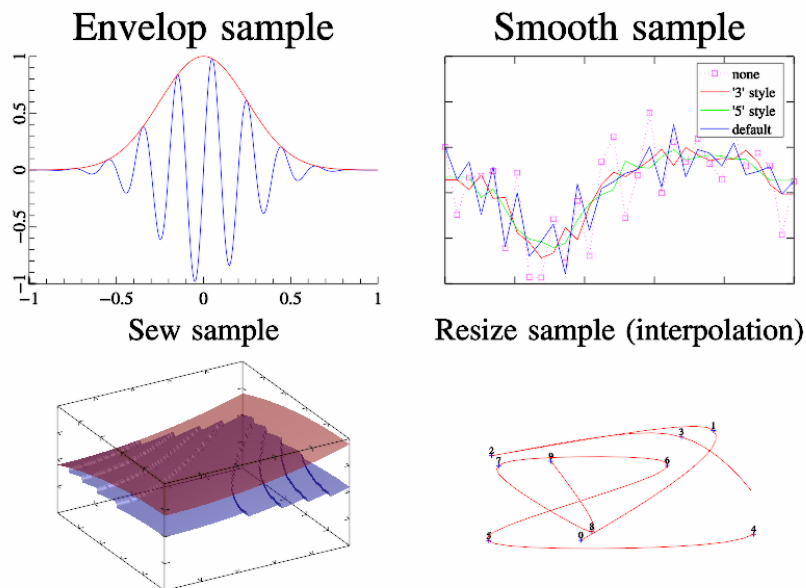 Envelop sample
1
0.5
0
−0.5
−1
−1
−0.5
0
0.5
1
Smooth sample
none
'3' style
'5' style
default
Sew sample
Resize sample (interpolation)
1
3
2
9
6
7
8
0
4
5